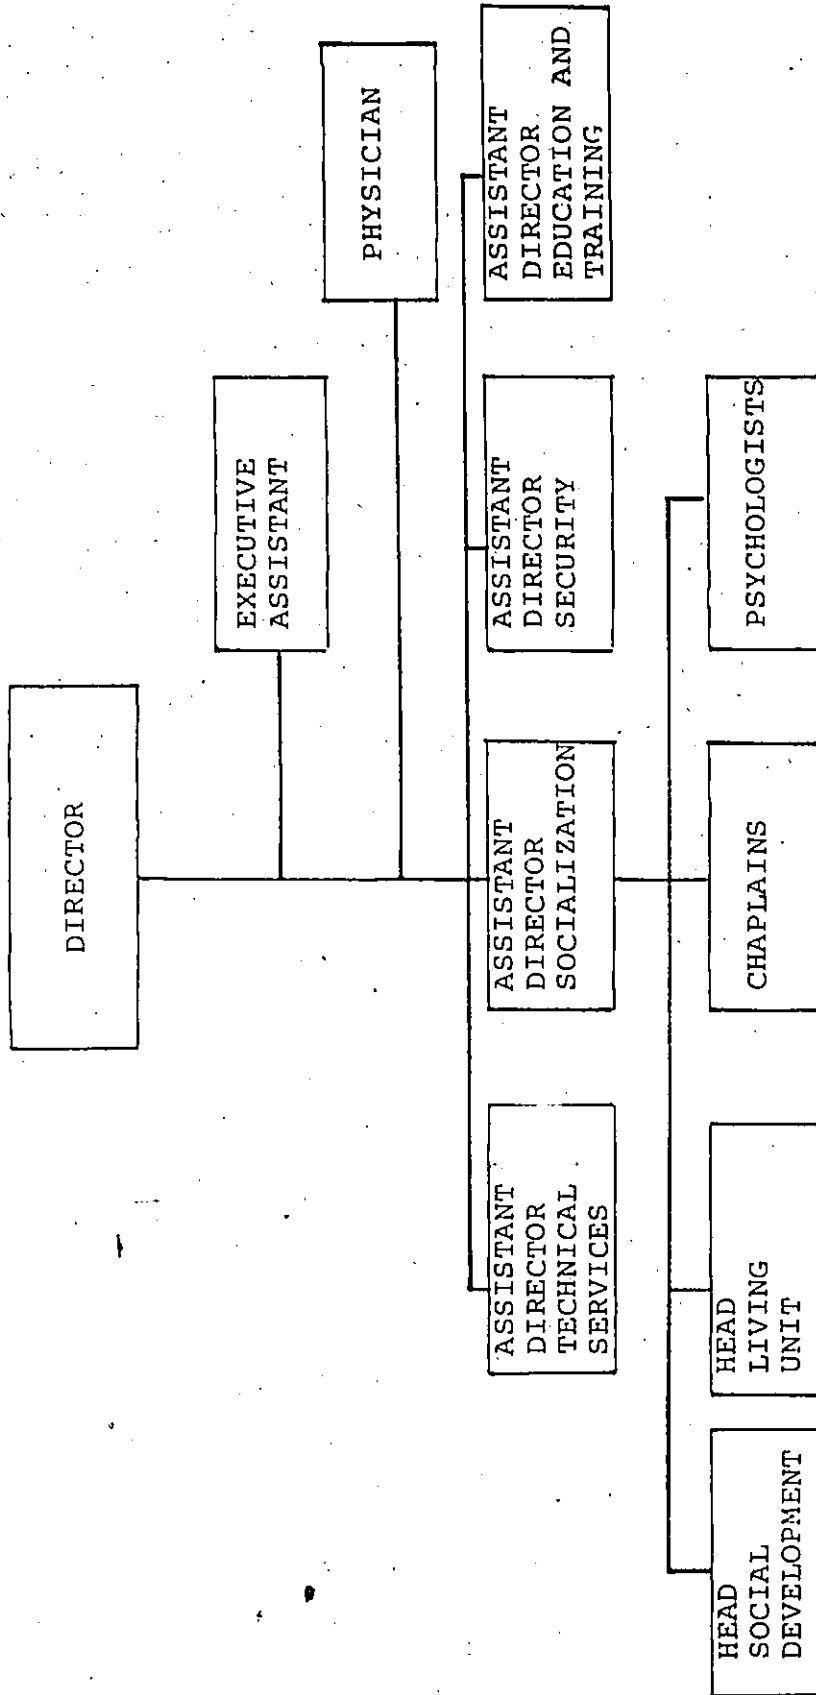 DIRECTOR
EXECUTIVE
ASSISTANT
PHYSICIAN
ASSISTANT
DIRECTOR
TECHNICAL
SERVICES
ASSISTANT
DIRECTOR
SOCIALIZATION
ASSISTANT
DIRECTOR
SECURITY
ASSISTANT
DIRECTOR
EDUCATION AND
TRAINING
HEAD
SOCIAL
DEVELOPMENT
HEAD
LIVING
UNIT
CHAPLAINS
PSYCHOLOGISTS